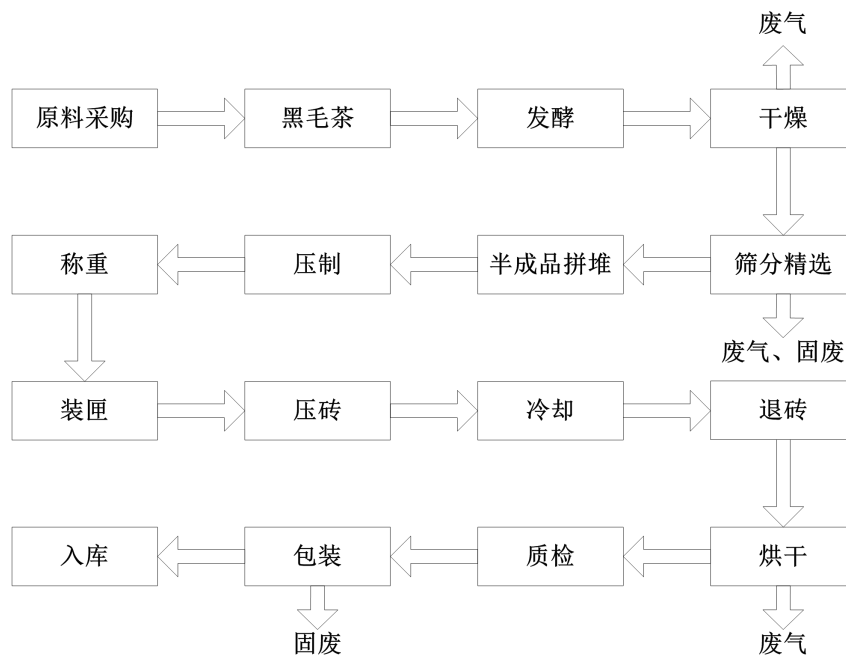 废气
原料采购
黑毛茶
发酵
干燥
称重
压制
半成品拼堆
筛分精选
废气、固废
装匣
压砖
冷却
退砖
入库
包装
质检
烘干
固废
废气